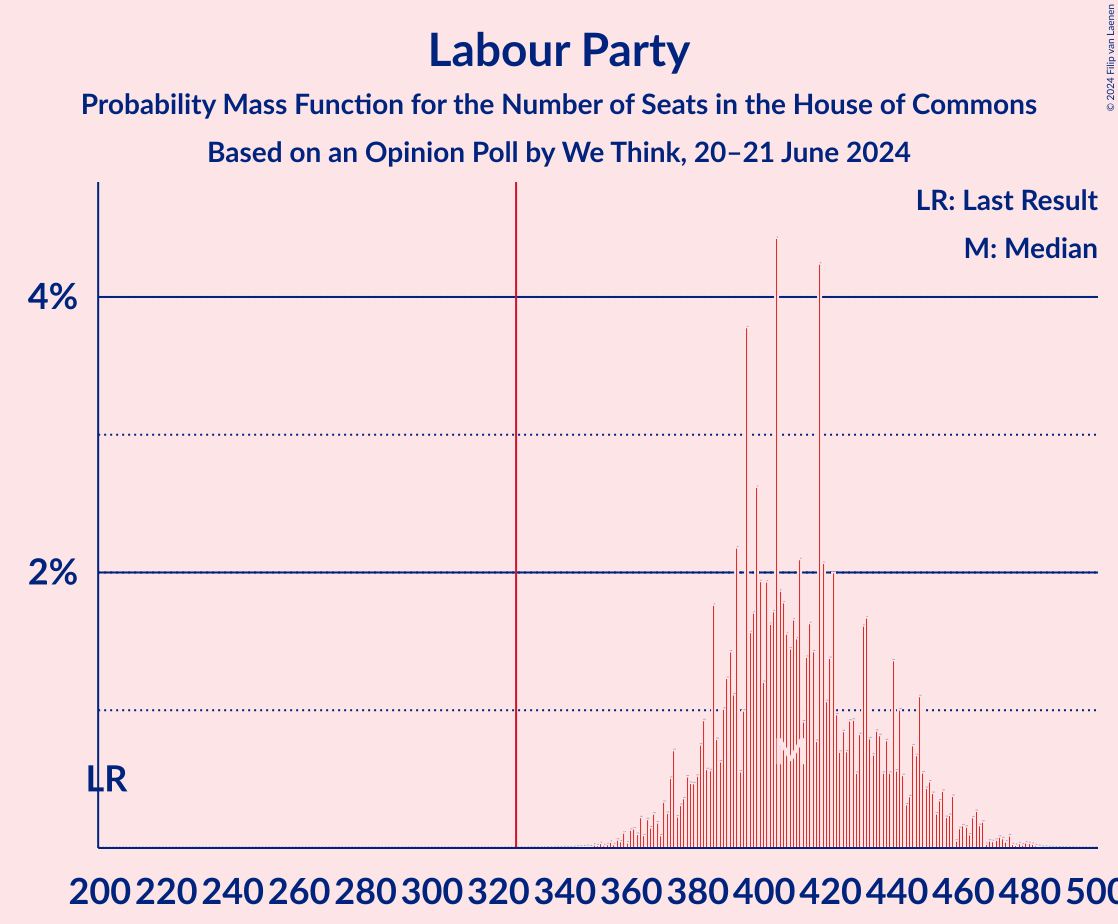 Labour Party
Probability Mass Function for the Number of Seats in the House of Commons
Based on an Opinion Poll by We Think, 20–21 June 2024
© 2024 Filip van Laenen
LR: Last Result
M: Median
4%
2%
M
LR
200 220 240 260 280 300 320 340 360 380 400 420 440 460 480 500